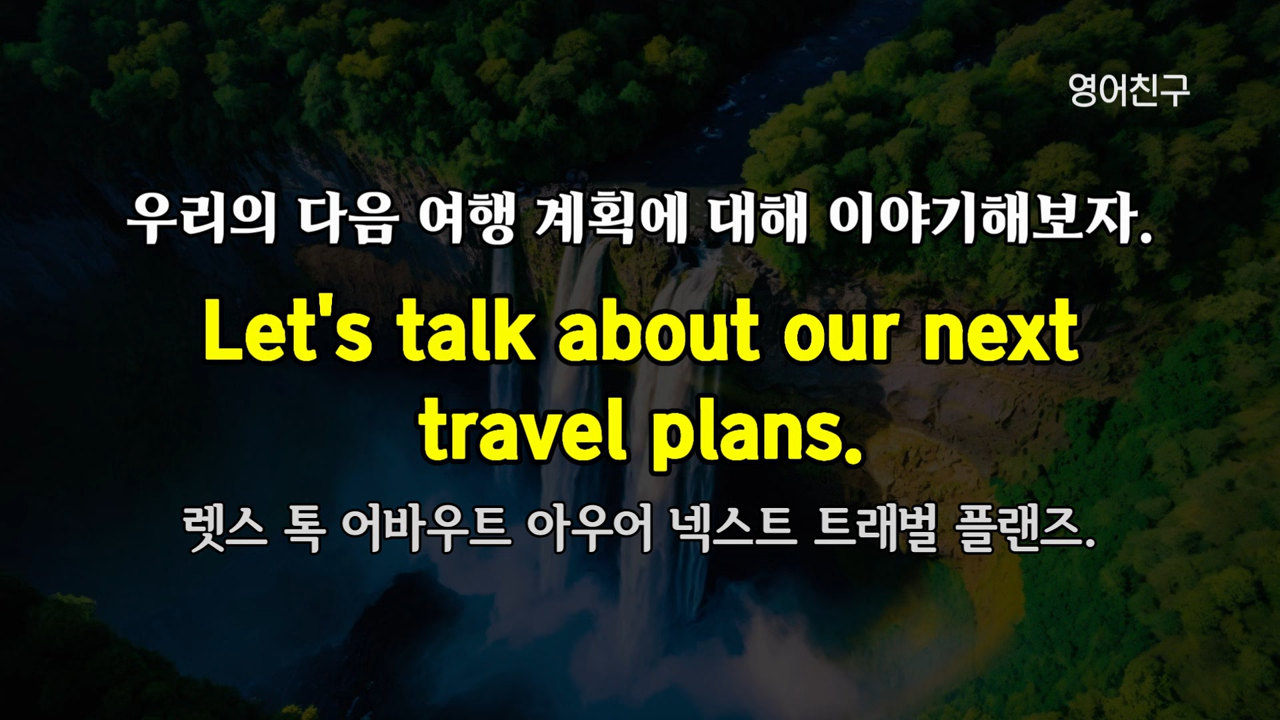 영어친구
우리의 다음 여행 계획에 대해 이야기해보자.
Let's talk about our next
travel plans.
렛스 톡 어바우트 아우어 넥스트 트래벌 플랜즈.